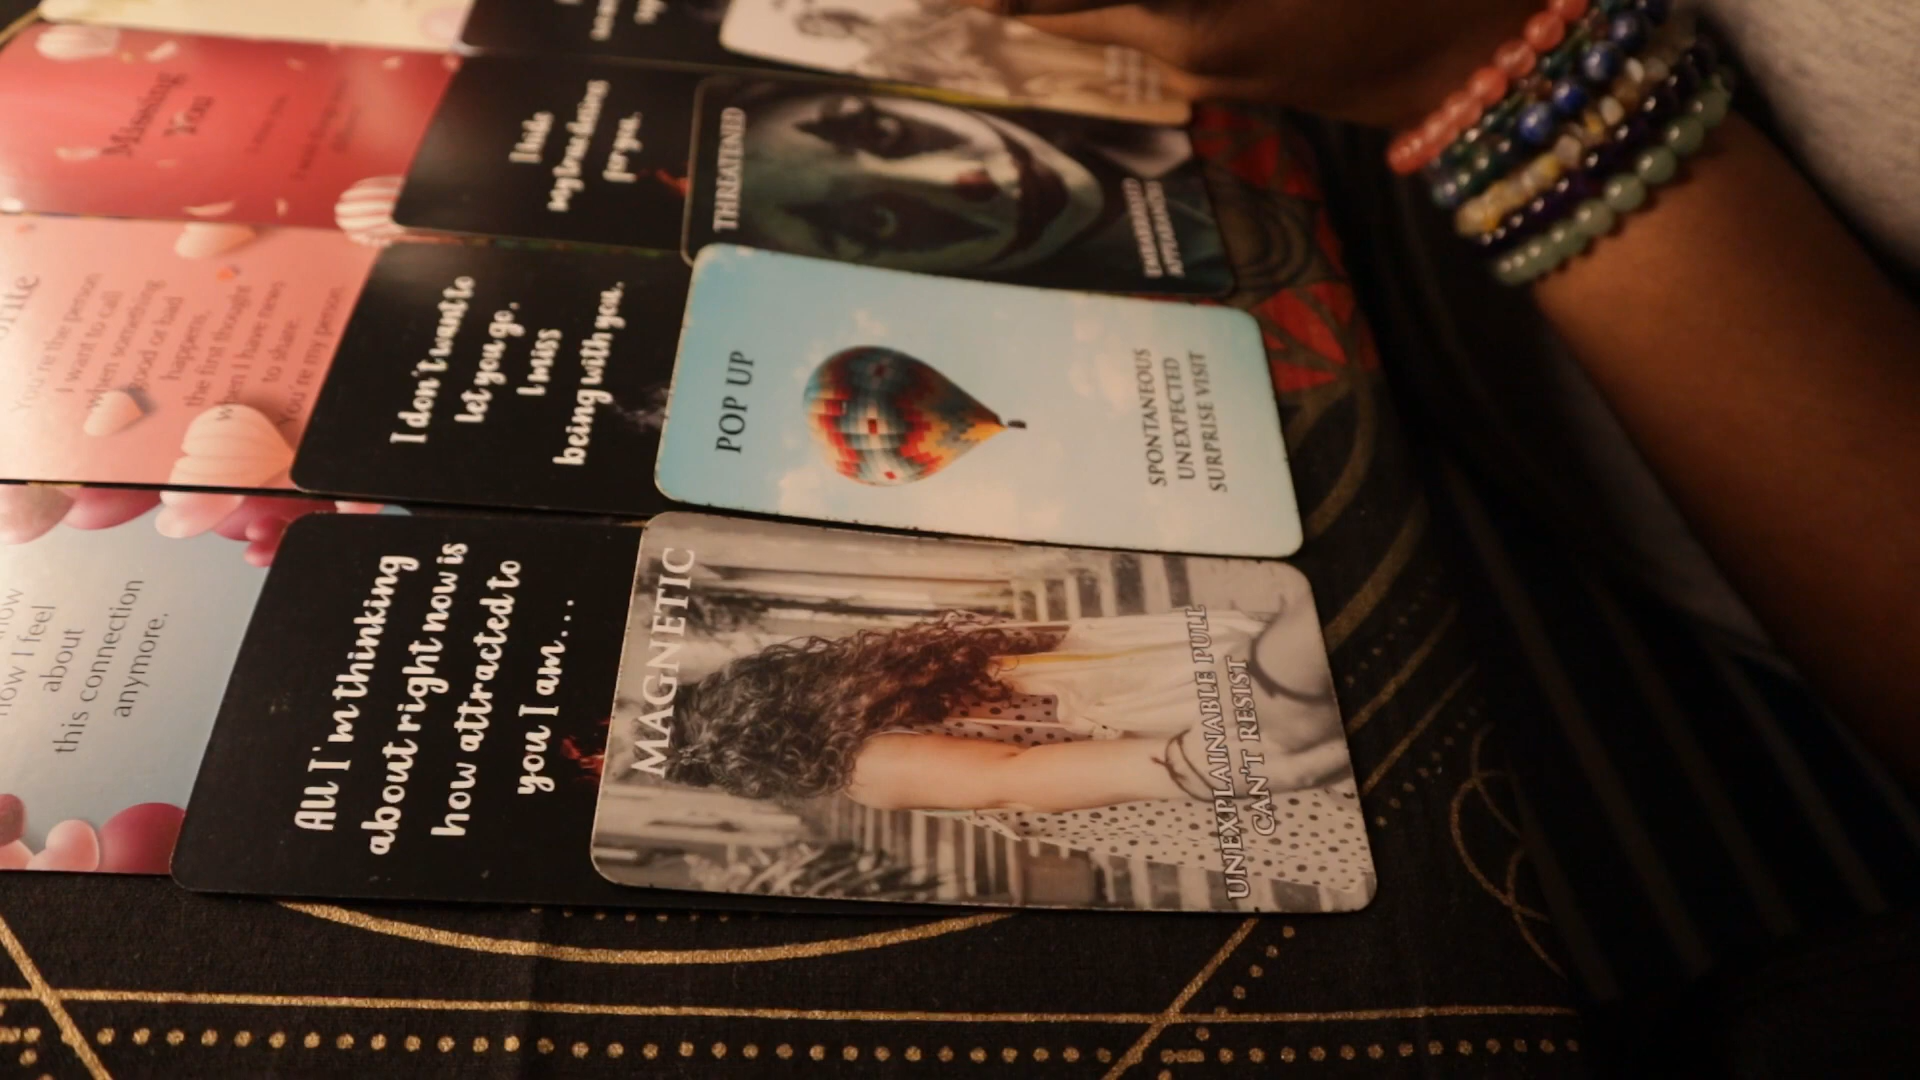 Missing
You
I hide
my true emotions
for you.
THREATENED
You're the person
I want to call
when something
good or bad
happens,
the first thought
when I have news
to share.
You're my person.
I don't want to
let you go,
I miss
being with you.
POP UP
SPONTANEOUS
UNEXPECTED
SURPRISE VISIT
how I feel
about
this connection
anymore.
All I'm thinking
about right now is
how attracted to
you I am...
MAGNETIC
UNEXPLAINABLE PULL
CAN'T RESIST